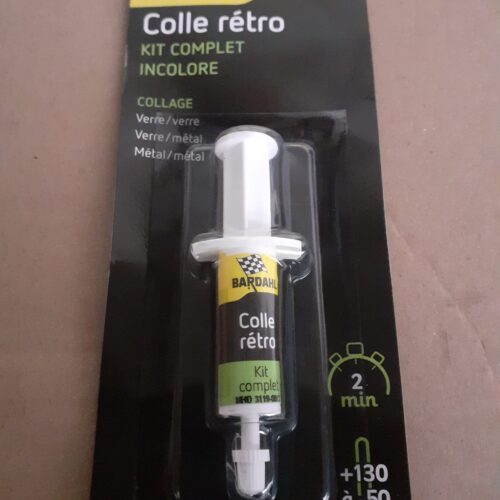 Colle rétro
KIT COMPLET
INCOLORE
COLLAGE
Verre/verre
Verre/métal
Métal/métal
BARDAHL
Colle
rétro
Kit
complet
2
min
+130
à -50